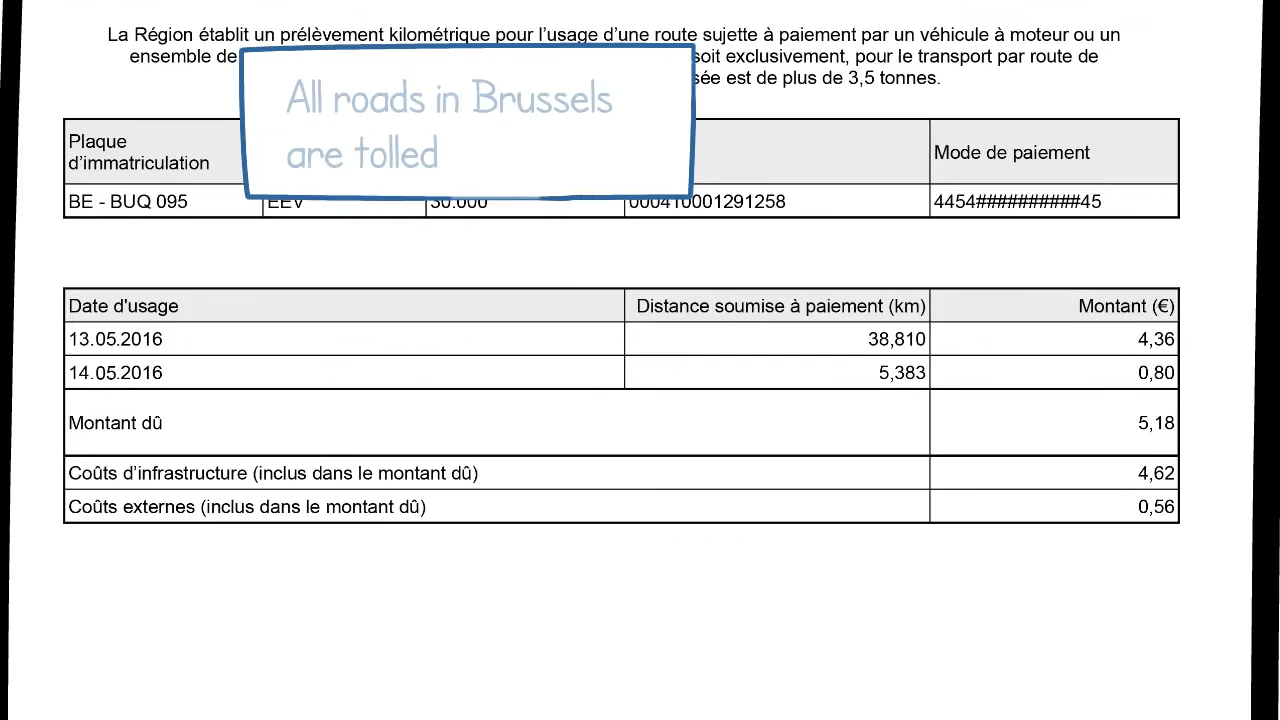 La Région établit un prélèvement kilométrique pour l’usage d’une route sujette à paiement par un véhicule à moteur ou un
ensemble de soit exclusivement, pour le transport par route de
est de plus de 3,5 tonnes.
All roads in Brussels
are tolled
Plaque
d’immatriculation
Mode de paiement
BE - BUQ 095 EEV 30.000 000410001291258 4454##########45
Date d'usage Distance soumise à paiement (km) Montant (€)
13.05.2016 38,810 4,36
14.05.2016 5,383 0,80
Montant dû 5,18
Coûts d’infrastructure (inclus dans le montant dû) 4,62
Coûts externes (inclus dans le montant dû) 0,56